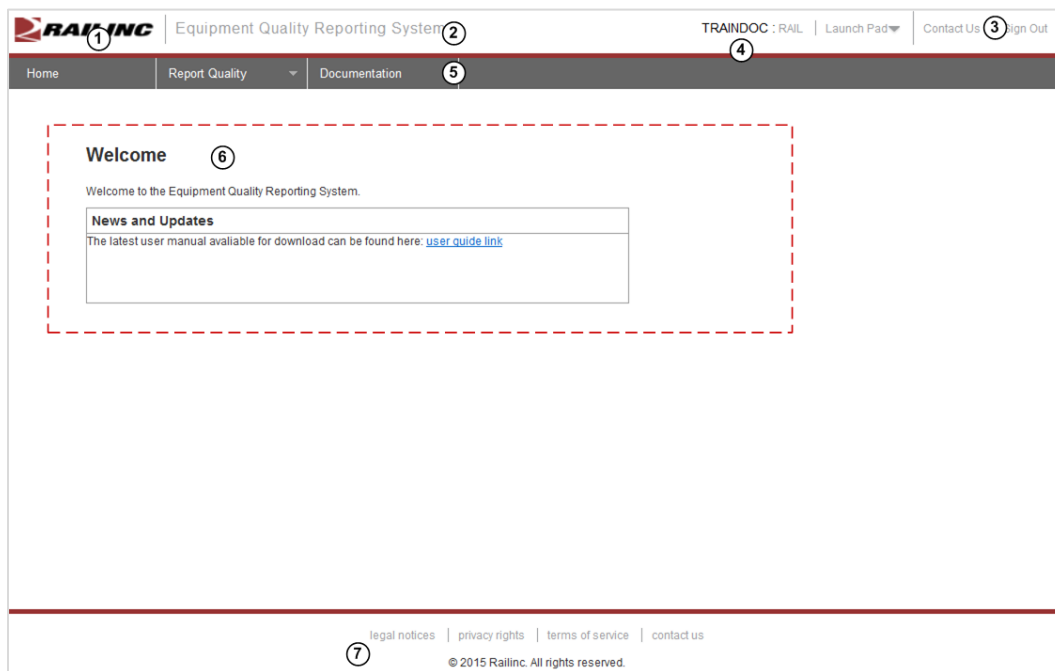 RAILINC Equipment Quality Reporting System TRAINDOC : RAIL Launch Pad Contact Us Sign Out
1 2 3
4
Home Report Quality Documentation 5
Welcome 6
Welcome to the Equipment Quality Reporting System.
News and Updates
The latest user manual avaliable for download can be found here: user guide link
legal notices privacy rights terms of service contact us
7
© 2015 Railinc. All rights reserved.